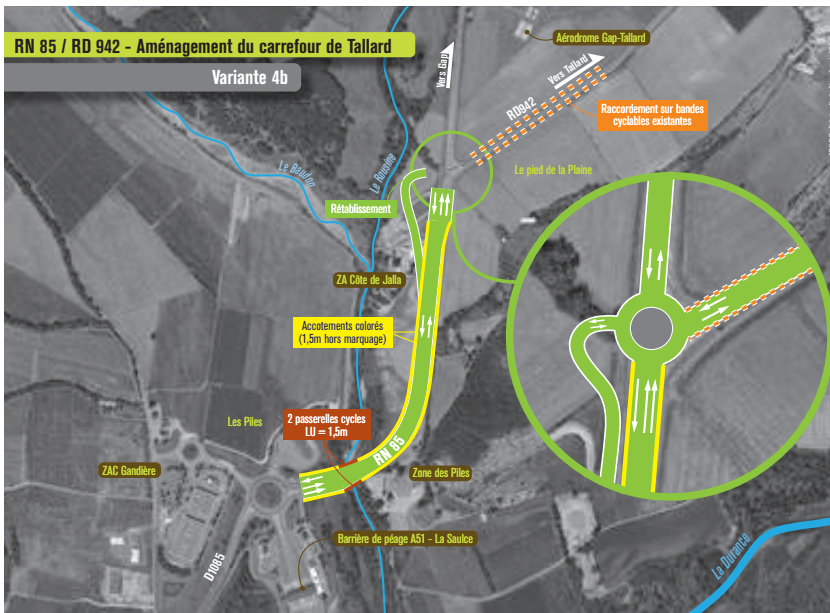 RN 85 / RD 942 - Aménagement du carrefour de Tallard
Variante 4b
Vers Gap
Aérodrome Gap-Tallard
Vers Tallard
RD942
Raccordement sur bandes
cyclables existantes
Le Baudon
Le Rousine
Le pied de la Plaine
Rétablissement
ZA Côte de Jalla
Accotements colorés
(1,5m hors marquage)
Les Piles
2 passerelles cycles
LU = 1,5m
RN 85
ZAC Gandière
Zone des Piles
Barrière de péage A51 - La Saulce
D1085
La Durance